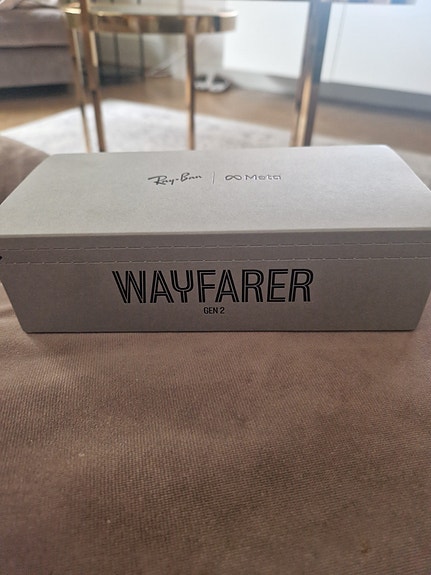 Ray-Ban | ∞ Meta
WAYFARER
GEN 2